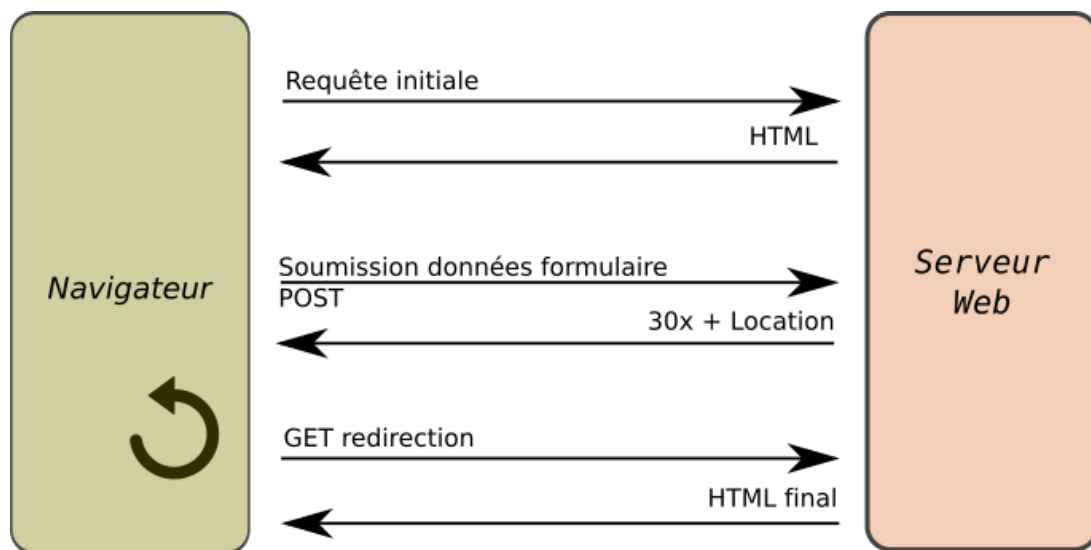 Requête initiale
HTML
Navigateur
Soumission données formulaire
POST
30x + Location
Serveur
Web
GET redirection
HTML final